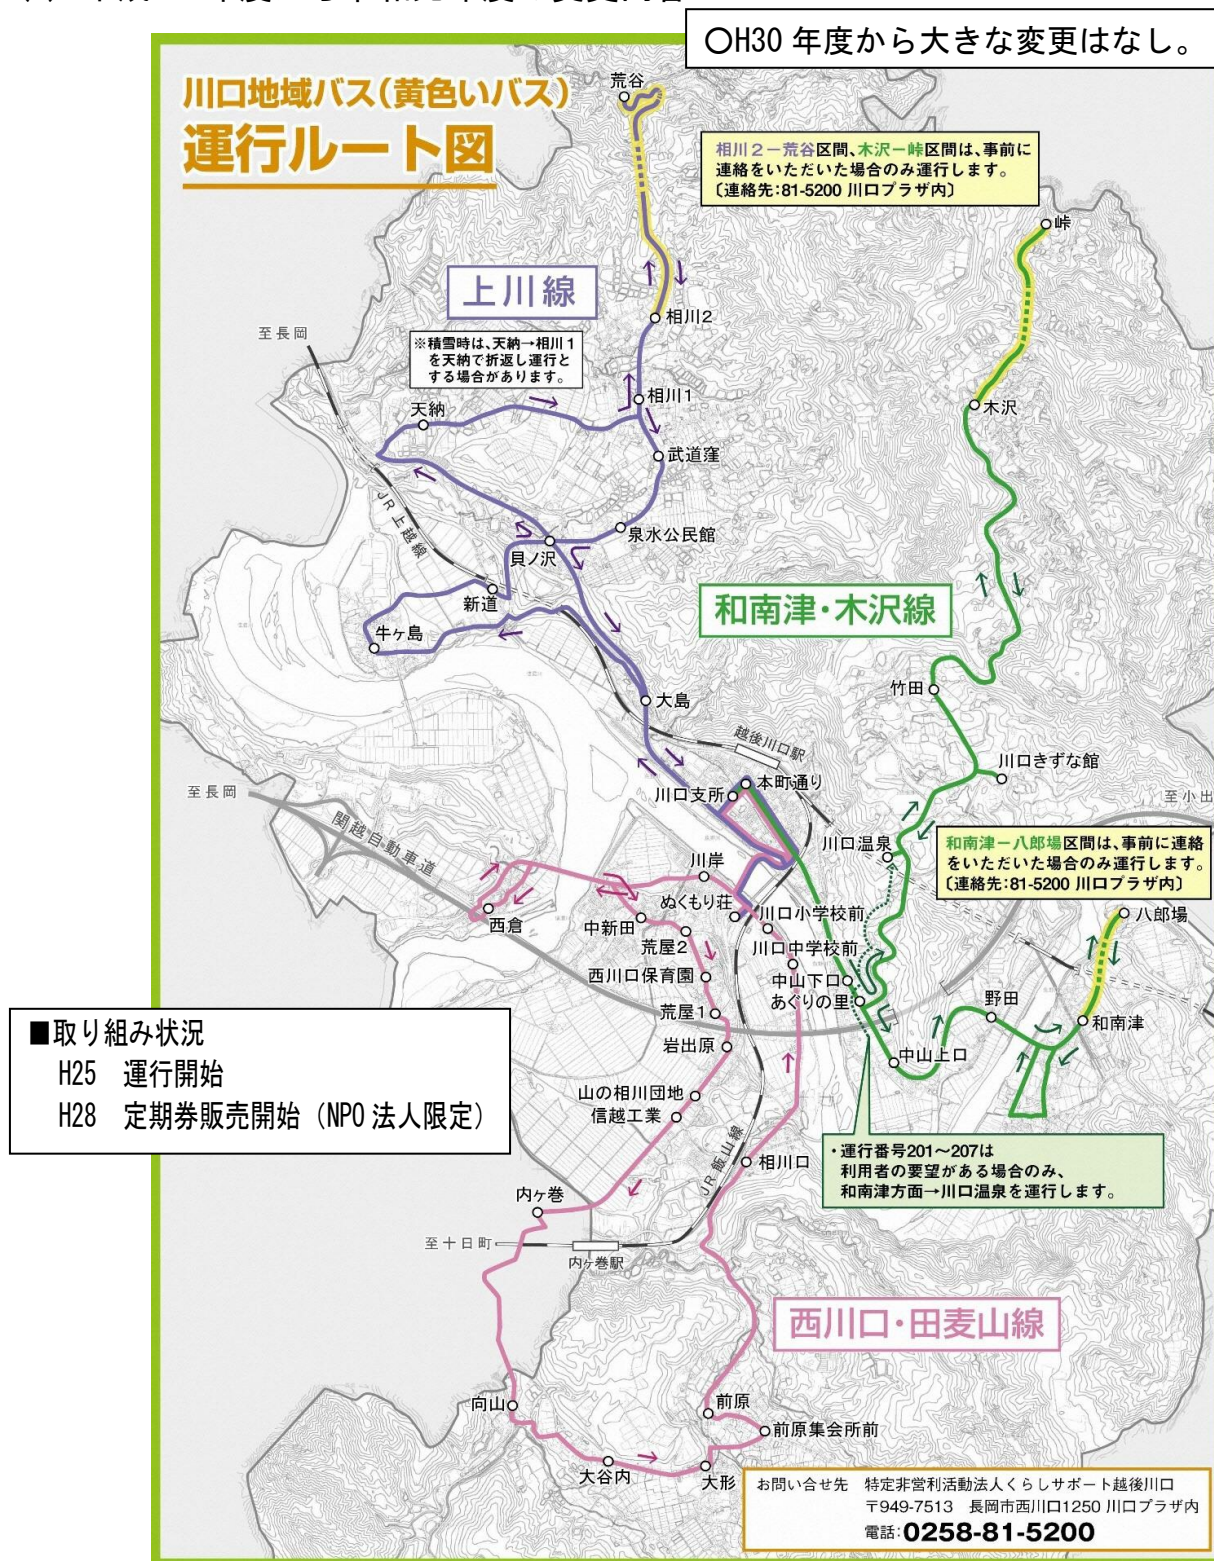 〇H30 年度から大きな変更はなし。
川口地域バス(黄色いバス)
運行ルート図
荒谷
相川2ー荒谷区間、木沢ー峠区間は、事前に
連絡をいただいた場合のみ運行します。
〔連絡先:81-5200 川口プラザ内〕
峠
上川線
相川2
至長岡
※積雪時は、天納→相川1
を天納で折返し運行と
する場合があります。
相川1
天納
木沢
武道窪
JR上越線
泉水公民館
貝ノ沢
新道
和南津・木沢線
牛ヶ島
竹田
大島
越後川口駅
川口きずな館
本町通り
川口支所
至長岡
至小出
関越自動車道
川口温泉
和南津ー八郎場区間は、事前に連絡
をいただいた場合のみ運行します。
〔連絡先:81-5200 川口プラザ内〕
川岸
西倉
ぬくもり荘
川口小学校前
八郎場
中新田
荒屋2
川口中学校前
西川口保育園
中山下口
あぐりの里
野田
荒屋1
和南津
■取り組み状況
H25 運行開始
H28 定期券販売開始（NPO 法人限定）
岩出原
中山上口
山の相川団地
信越工業
JR飯山線
相川口
・運行番号201〜207は
利用者の要望がある場合のみ、
和南津方面→川口温泉を運行します。
内ヶ巻
至十日町
内ヶ巻駅
西川口・田麦山線
向山
前原
前原集会所前
大谷内
大形
お問い合せ先 特定非営利活動法人くらしサポート越後川口
〒949-7513 長岡市西川口1250 川口プラザ内
電話:0258-81-5200